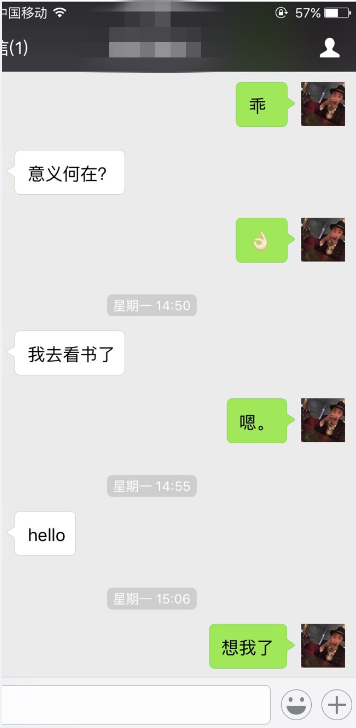 中国移动
57%
信(1)
乖
意义何在?
星期一 14:50
我去看书了
嗯。
星期一 14:55
hello
星期一 15:06
想我了